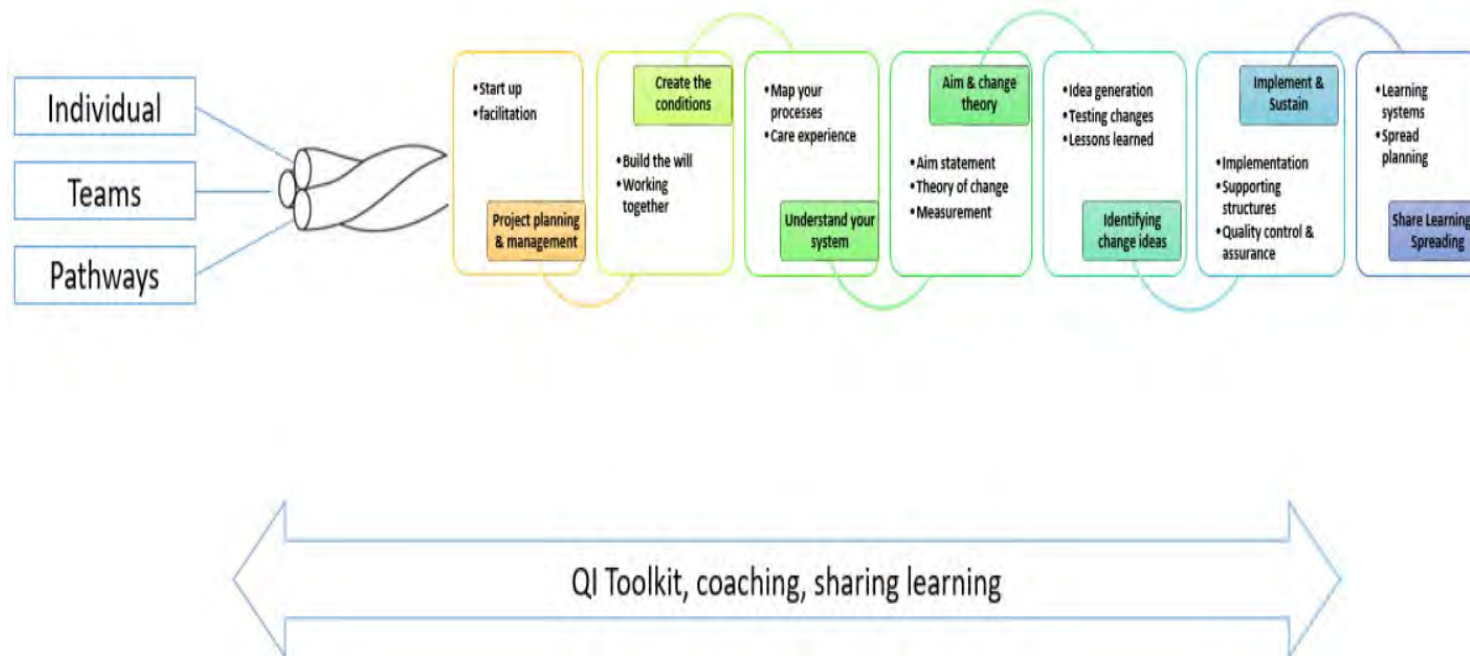 Individual
Teams
Pathways
• Start up
• facilitation
Project planning
& management
Create the
conditions
• Build the will
• Working
together
• Map your
processes
• Care experience
Understand your
system
Aim & change
theory
• Aim statement
• Theory of change
• Measurement
• Idea generation
• Testing changes
• Lessons learned
Identifying
change ideas
Implement &
Sustain
• Implementation
• Supporting
structures
• Quality control &
assurance
• Learning
systems
• Spread
planning
Share Learning
Spreading
QI Toolkit, coaching, sharing learning